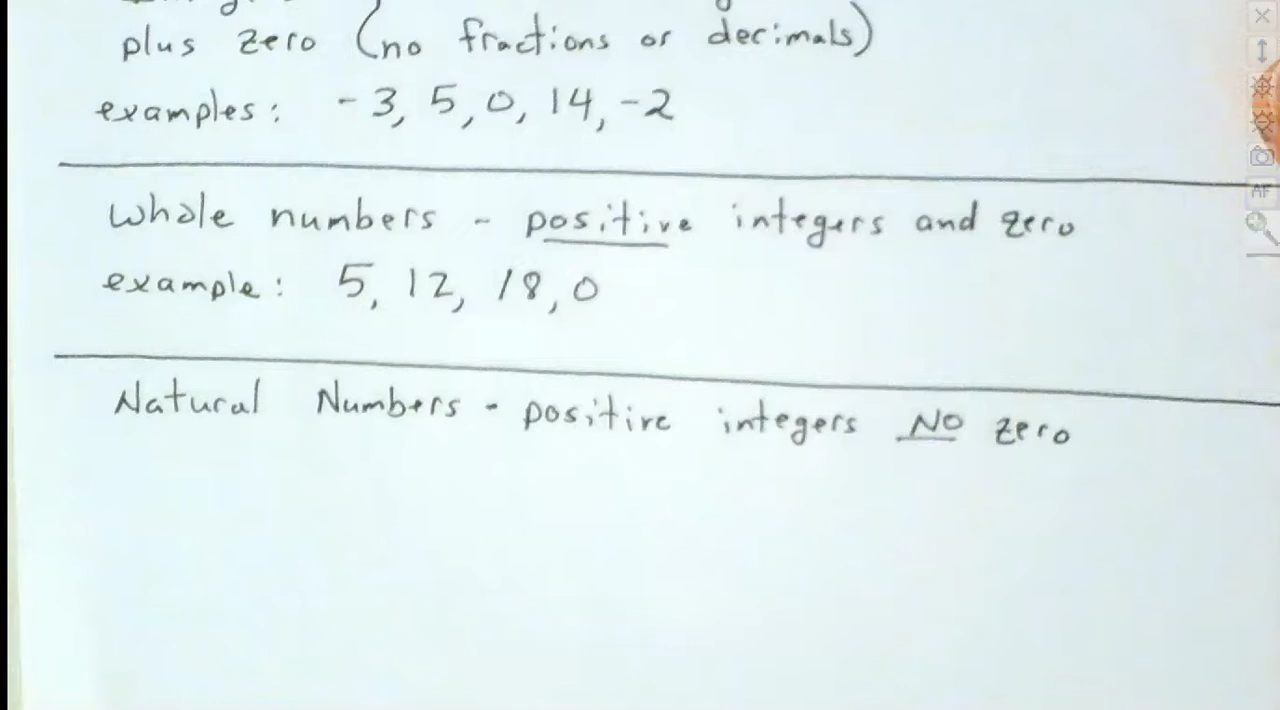 plus zero (no fractions or decimals)
examples: -3, 5, 0, 14, -2
Whole numbers - positive integers and zero
example: 5, 12, 18, 0
Natural Numbers - positive integers NO zero
AF